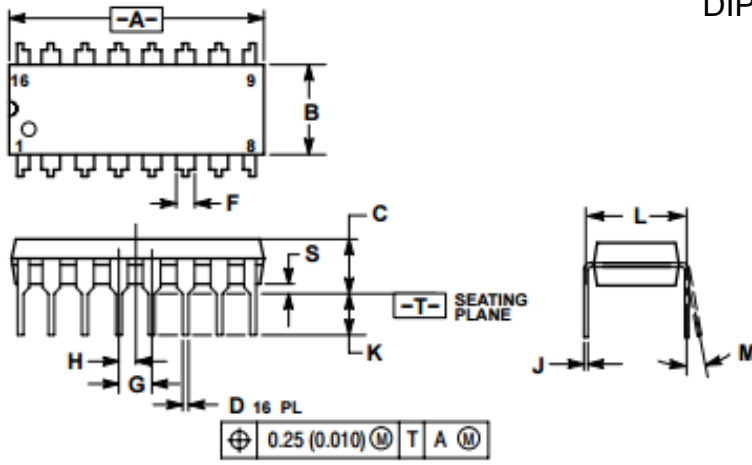 DIP
-A-
16 9
B
1 8
F
C
S
L
-T- SEATING
PLANE
K
H
J
M
G
D 16 PL
⌖ 0.25 (0.010) Ⓜ T A Ⓜ